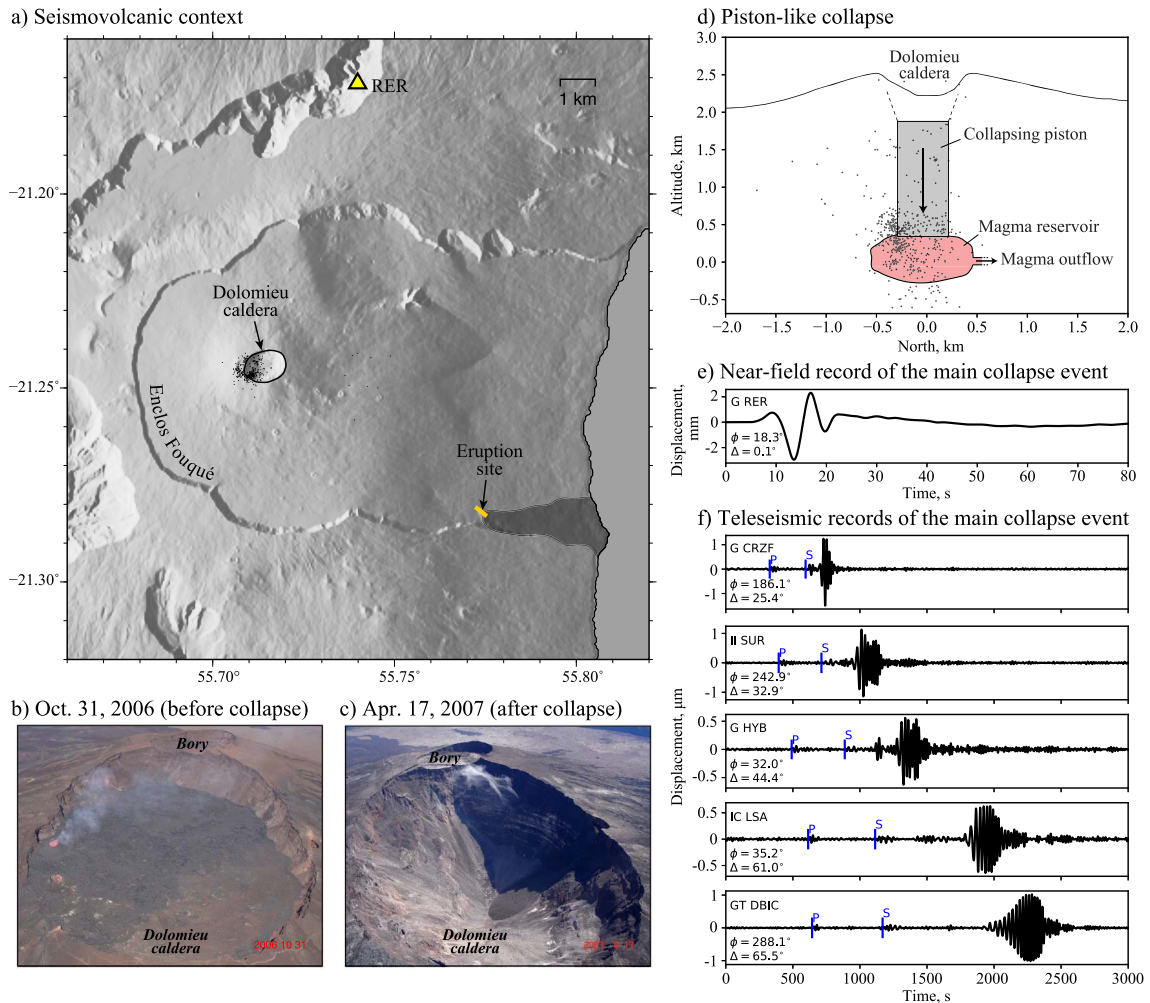 a) Seismovolcanic context
RER
1 km
−21.20°
−21.25°
−21.30°
Dolomieu
caldera
Enclos Fouqué
Eruption
site
55.70°
55.75°
55.80°
b) Oct. 31, 2006 (before collapse)
Bory
Dolomieu
caldera
2006 10 31
c) Apr. 17, 2007 (after collapse)
Bory
Dolomieu
caldera
d) Piston-like collapse
Altitude, km
3.0
2.5
2.0
1.5
1.0
0.5
0.0
−0.5
Dolomieu
caldera
Collapsing piston
Magma reservoir
Magma outflow
−2.0 −1.5 −1.0 −0.5 0.0 0.5 1.0 1.5 2.0
North, km
e) Near-field record of the main collapse event
Displacement,
mm
2
0
−2
G RER
ϕ = 18.3°
Δ = 0.1°
0 10 20 30 40 50 60 70 80
Time, s
f) Teleseismic records of the main collapse event
Displacement, μm
1
0
-1
G CRZF
P
S
ϕ = 186.1°
Δ = 25.4°
1
0
-1
II SUR
P
S
ϕ = 242.9°
Δ = 32.9°
0.5
0
-0.5
G HYB
P
S
ϕ = 32.0°
Δ = 44.4°
0.5
0
-0.5
IC LSA
P
S
ϕ = 35.2°
Δ = 61.0°
1
0
-1
GT DBIC
P
S
ϕ = 288.1°
Δ = 65.5°
0 500 1000 1500 2000 2500 3000
Time, s